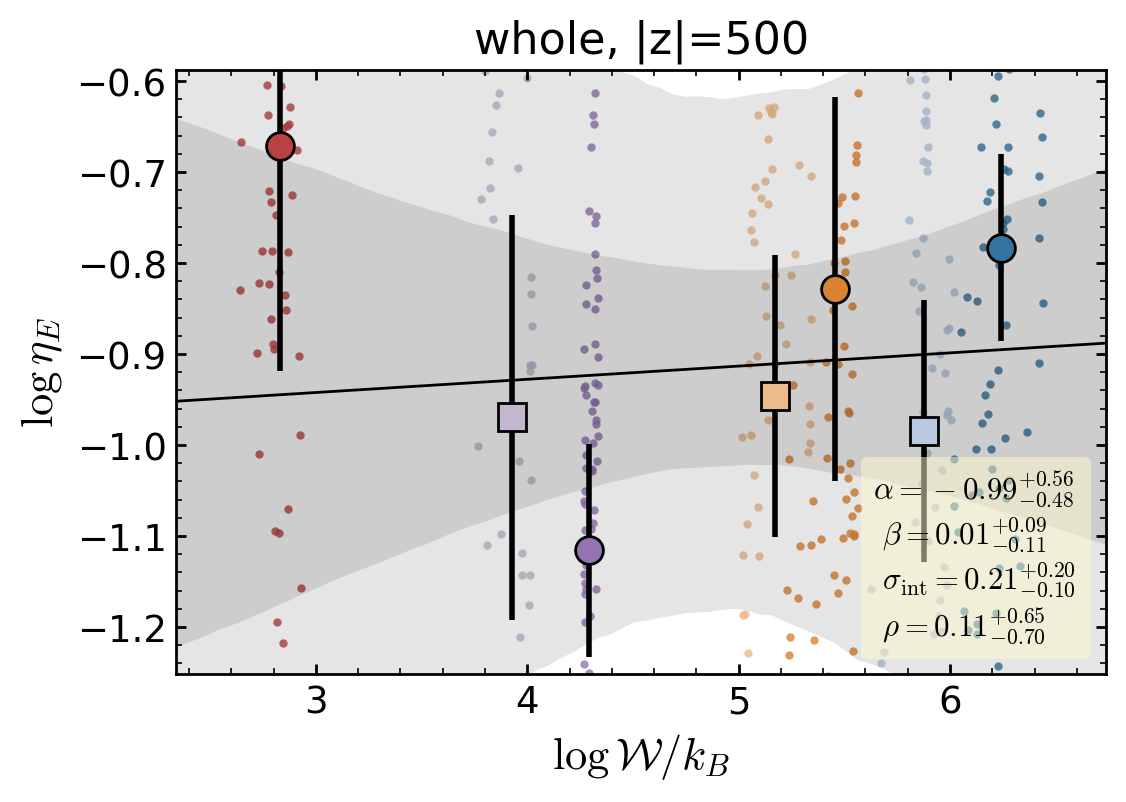 whole, |z|=500
−0.6
−0.7
−0.8
−0.9
−1.0
−1.1
−1.2
log η_E
α = −0.99^{+0.56}_{−0.48}
β = 0.01^{+0.09}_{−0.11}
σ_int = 0.21^{+0.20}_{−0.10}
ρ = 0.11^{+0.65}_{−0.70}
3 4 5 6
log 𝒲/k_B